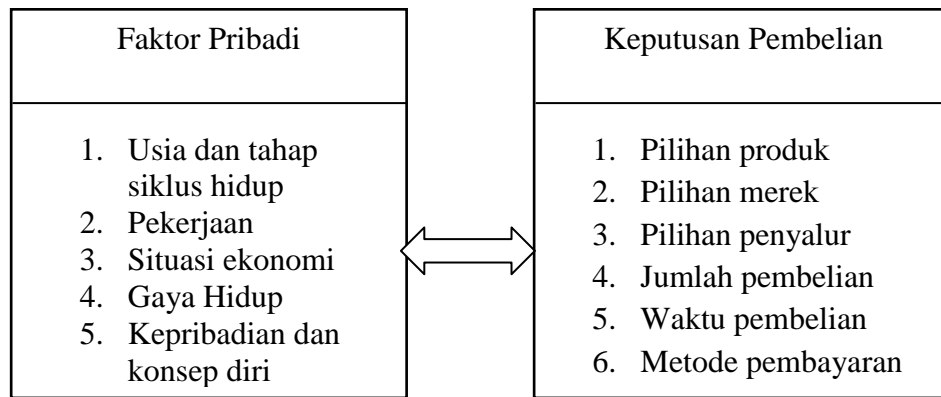 Faktor Pribadi
1. Usia dan tahap
siklus hidup
2. Pekerjaan
3. Situasi ekonomi
4. Gaya Hidup
5. Kepribadian dan
konsep diri
Keputusan Pembelian
1. Pilihan produk
2. Pilihan merek
3. Pilihan penyalur
4. Jumlah pembelian
5. Waktu pembelian
6. Metode pembayaran